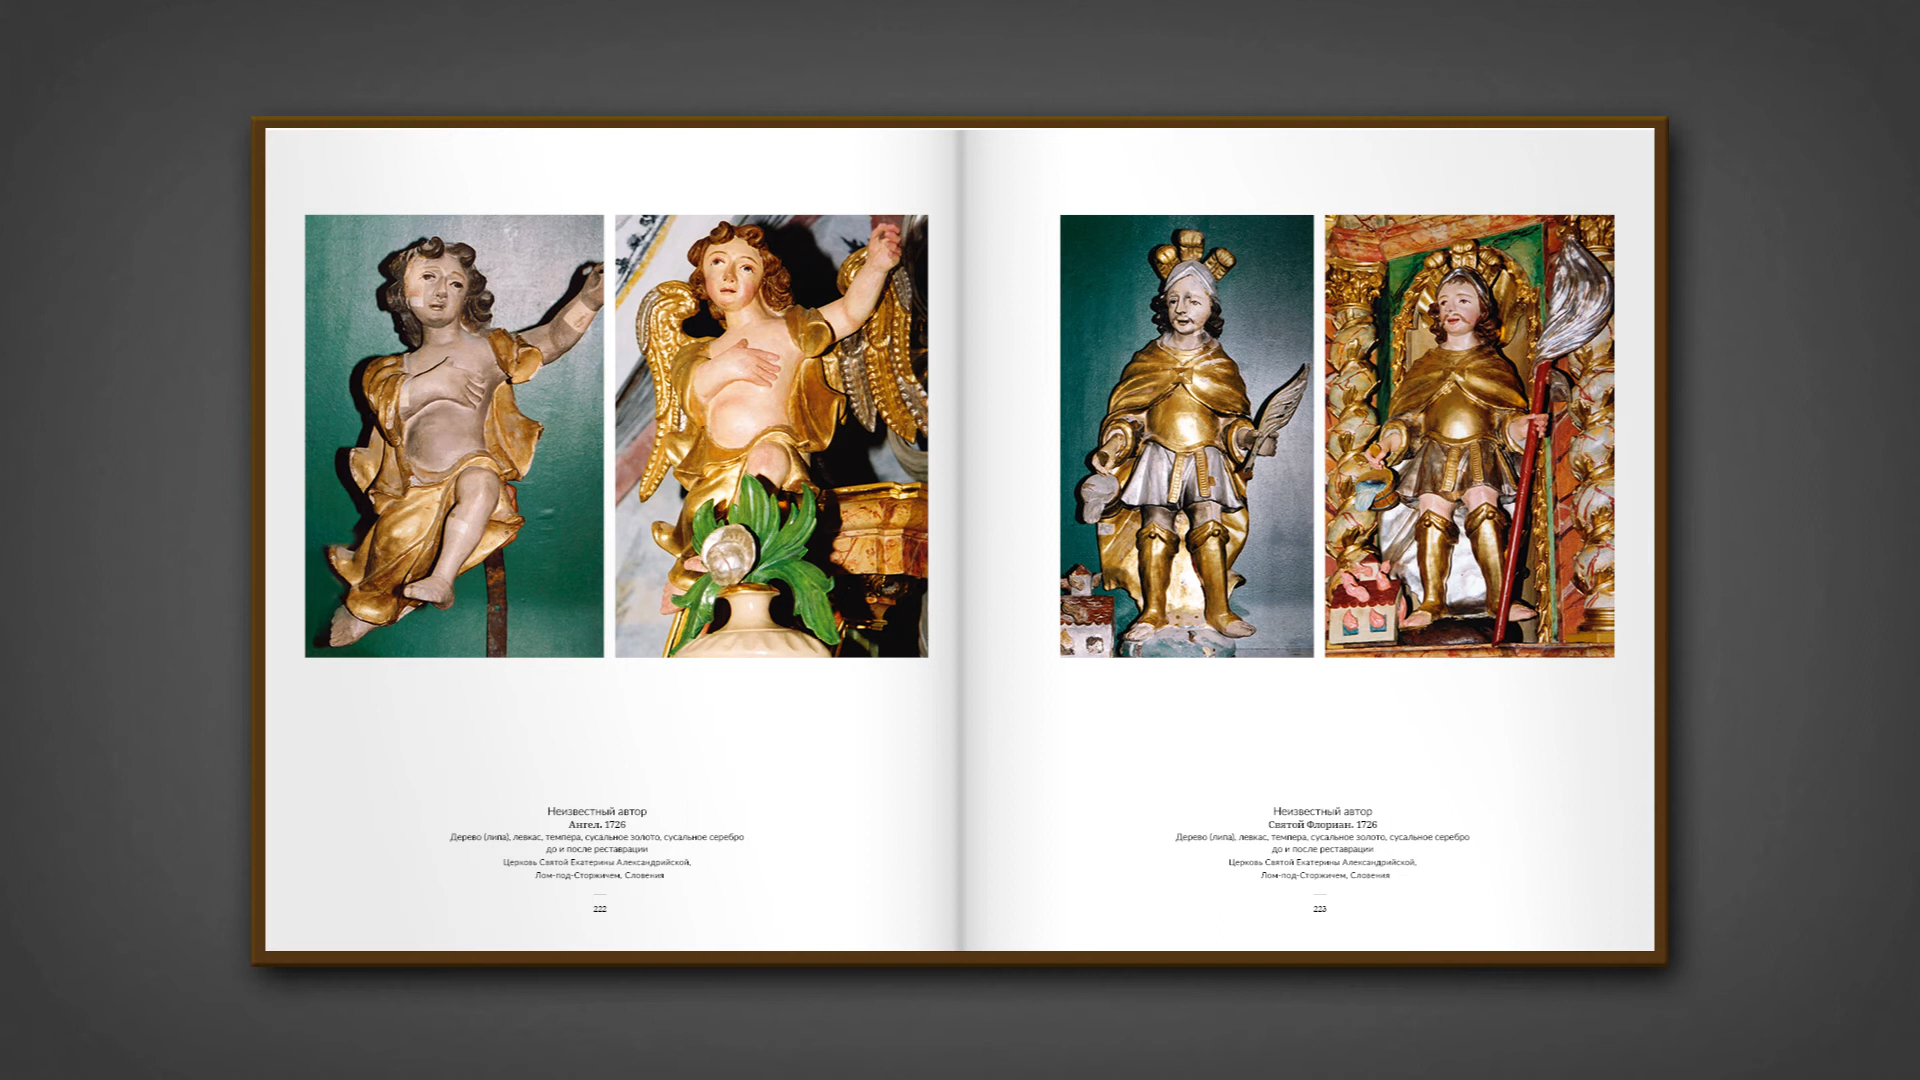 Неизвестный автор
Ангел. 1726
Дерево (липа), левкас, темпера, сусальное золото, сусальное серебро
до и после реставрации
Церковь Святой Екатерины Александрийской,
Лом-под-Сторжичем, Словения
222
Неизвестный автор
Святой Флориан. 1726
Дерево (липа), левкас, темпера, сусальное золото, сусальное серебро
до и после реставрации
Церковь Святой Екатерины Александрийской,
Лом-под-Сторжичем, Словения
223